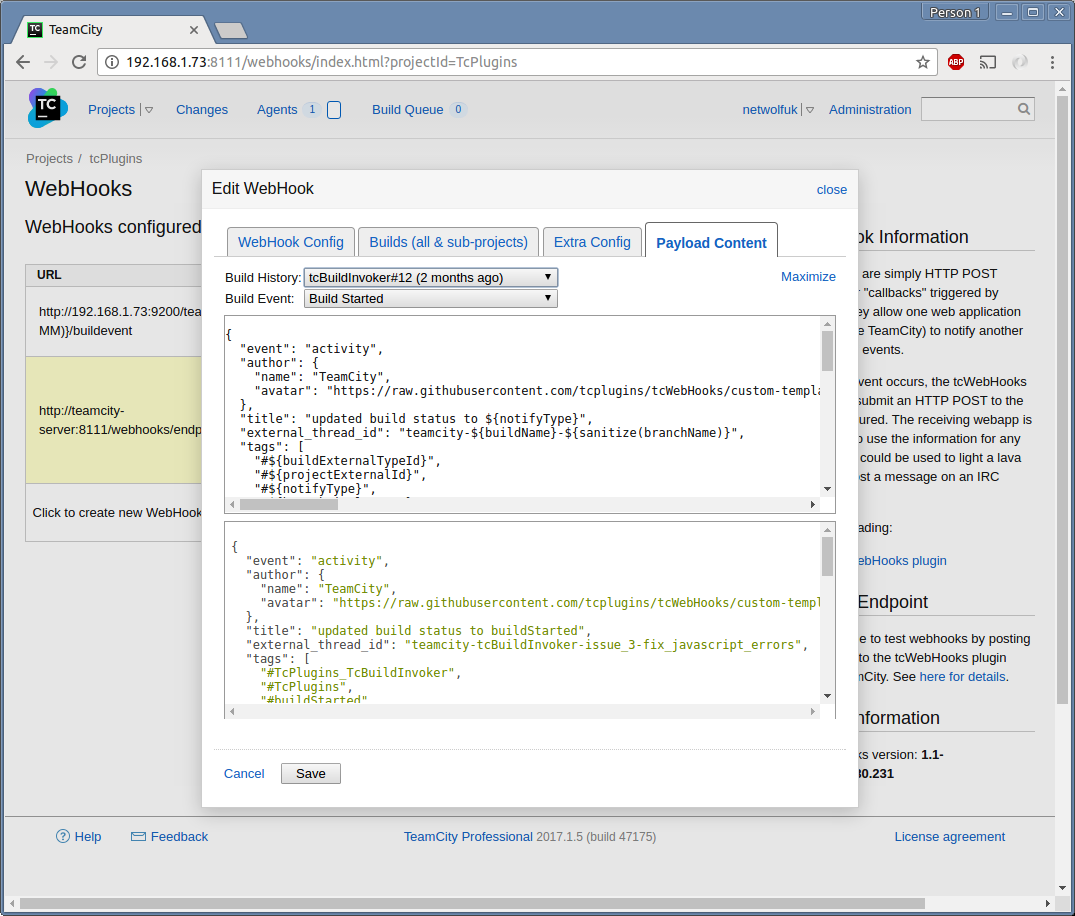 Person 1
TC TeamCity
192.168.1.73:8111/webhooks/index.html?projectId=TcPlugins
ABP
TC
Projects Changes Agents 1 Build Queue 0 netwolfuk Administration
Projects / tcPlugins
WebHooks
WebHooks configured
URL
http://192.168.1.73:9200/tea
MM)}/buildevent
http://teamcity-
server:8111/webhooks/endp
Click to create new WebHook
Edit WebHook
close
WebHook Config
Builds (all & sub-projects)
Extra Config
Payload Content
Build History: tcBuildInvoker#12 (2 months ago)
Maximize
Build Event: Build Started
{
"event": "activity",
"author": {
"name": "TeamCity",
"avatar": "https://raw.githubusercontent.com/tcplugins/tcWebHooks/custom-templa
},
"title": "updated build status to ${notifyType}",
"external_thread_id": "teamcity-${buildName}-${sanitize(branchName)}",
"tags": [
"#${buildExternalTypeId}",
"#${projectExternalId}",
"#${notifyType}",
{
"event": "activity",
"author": {
"name": "TeamCity",
"avatar": "https://raw.githubusercontent.com/tcplugins/tcWebHooks/custom-templ
},
"title": "updated build status to buildStarted",
"external_thread_id": "teamcity-tcBuildInvoker-issue_3-fix_javascript_errors",
"tags": [
"#TcPlugins_TcBuildInvoker",
"#TcPlugins",
"#buildStarted"
Cancel
Save
ok Information
are simply HTTP POST
"callbacks" triggered by
ey allow one web application
e TeamCity) to notify another
events.
vent occurs, the tcWebHooks
submit an HTTP POST to the
ured. The receiving webapp is
o use the information for any
could be used to light a lava
st a message on an IRC
ading:
ebHooks plugin
Endpoint
e to test webhooks by posting
to the tcWebHooks plugin
mCity. See here for details.
nformation
ks version: 1.1-
30.231
Help
Feedback
TeamCity Professional 2017.1.5 (build 47175)
License agreement